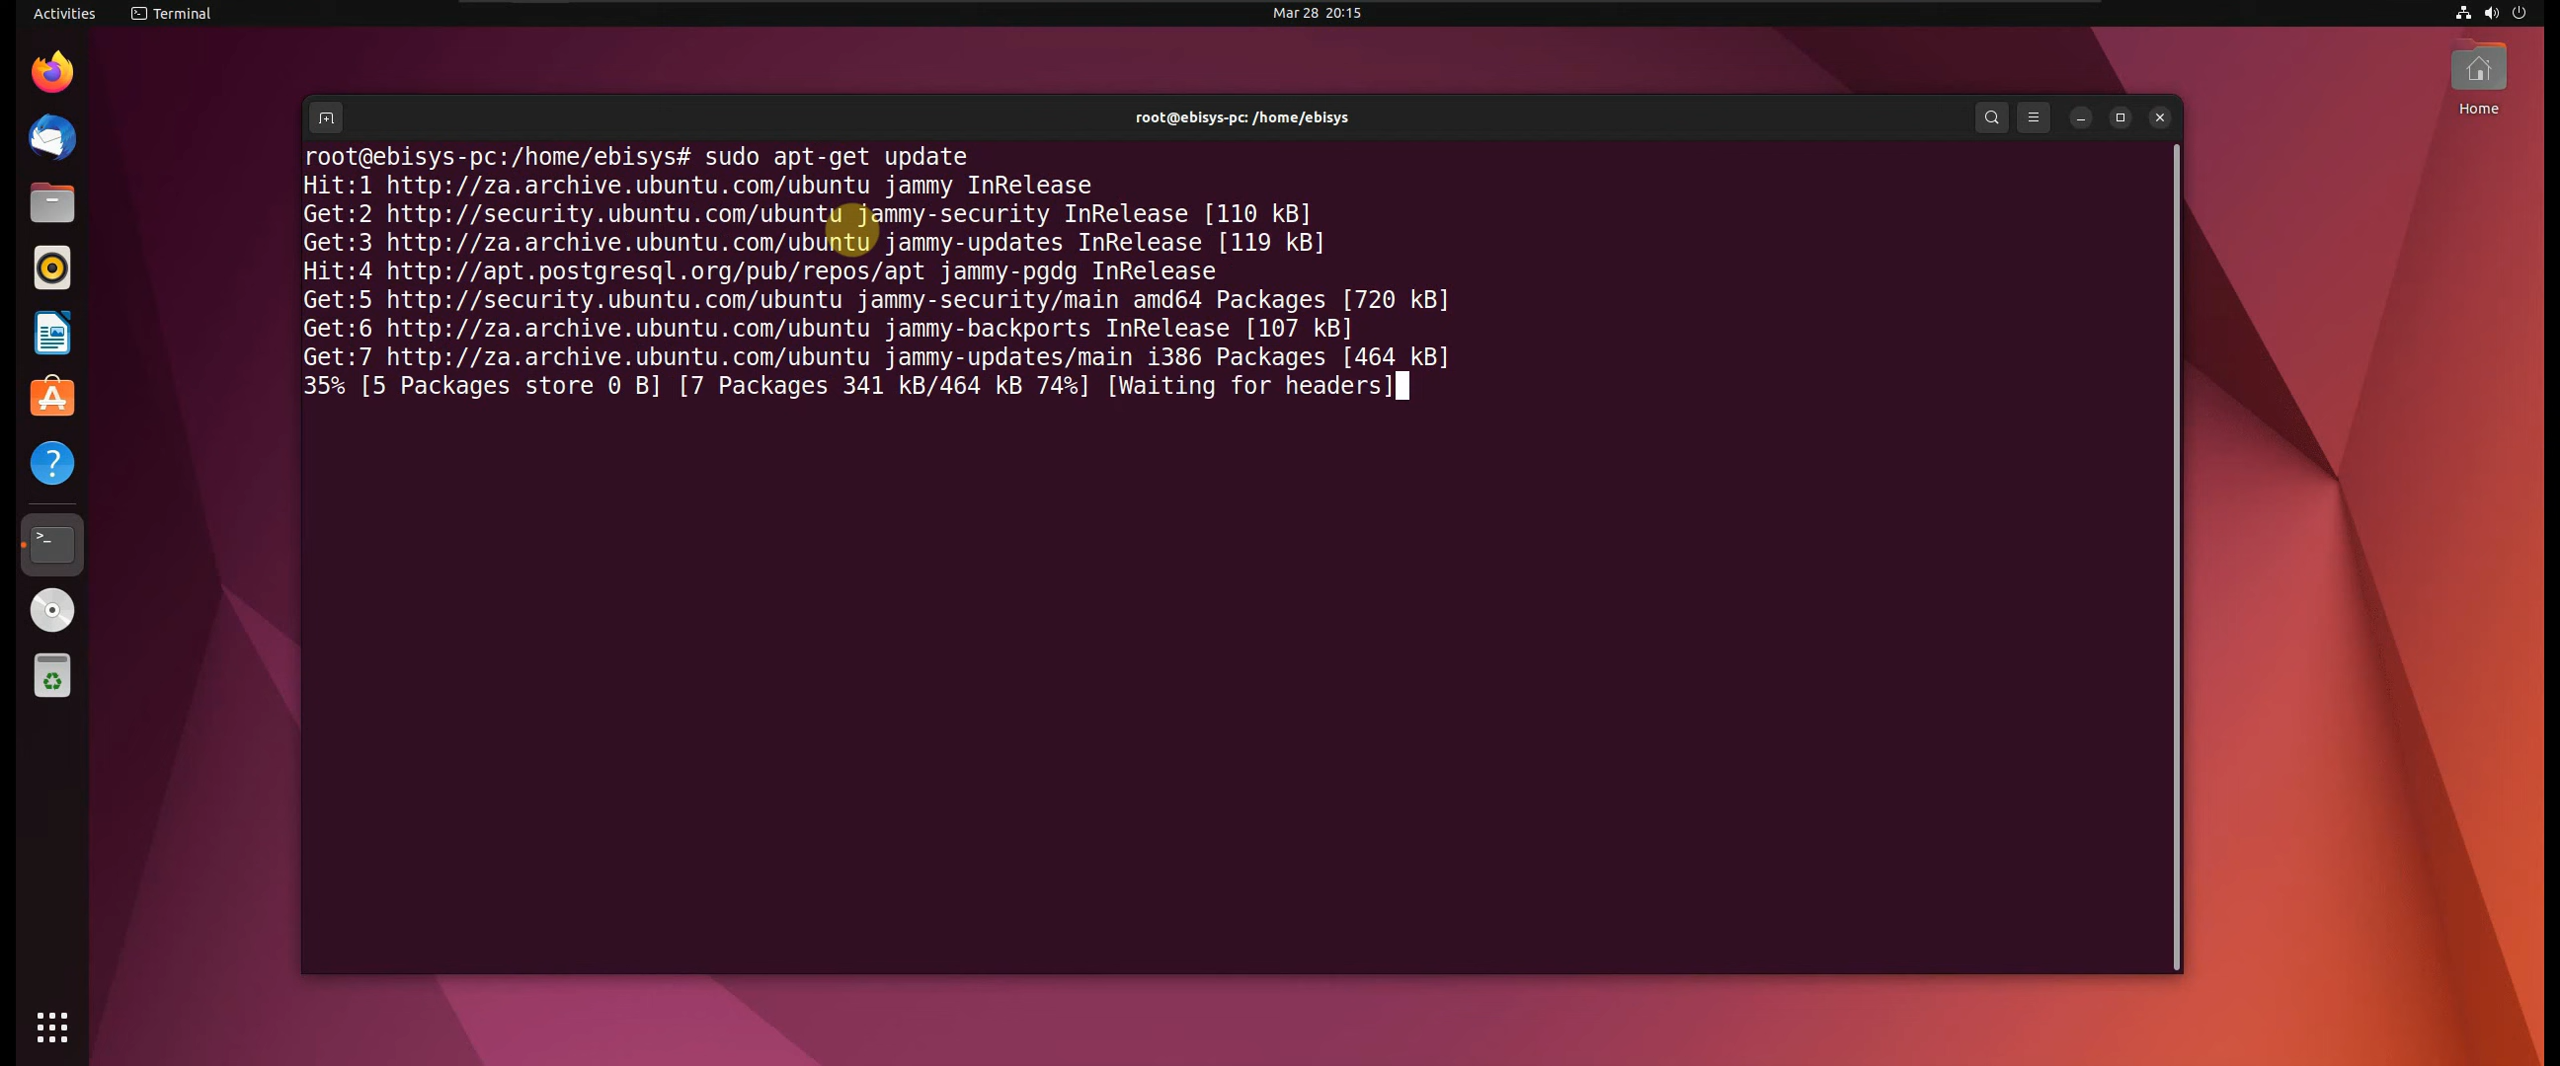 Activities Terminal Mar 28 20:15
Home
root@ebisys-pc: /home/ebisys
root@ebisys-pc:/home/ebisys# sudo apt-get update
Hit:1 http://za.archive.ubuntu.com/ubuntu jammy InRelease
Get:2 http://security.ubuntu.com/ubuntu jammy-security InRelease [110 kB]
Get:3 http://za.archive.ubuntu.com/ubuntu jammy-updates InRelease [119 kB]
Hit:4 http://apt.postgresql.org/pub/repos/apt jammy-pgdg InRelease
Get:5 http://security.ubuntu.com/ubuntu jammy-security/main amd64 Packages [720 kB]
Get:6 http://za.archive.ubuntu.com/ubuntu jammy-backports InRelease [107 kB]
Get:7 http://za.archive.ubuntu.com/ubuntu jammy-updates/main i386 Packages [464 kB]
35% [5 Packages store 0 B] [7 Packages 341 kB/464 kB 74%] [Waiting for headers]